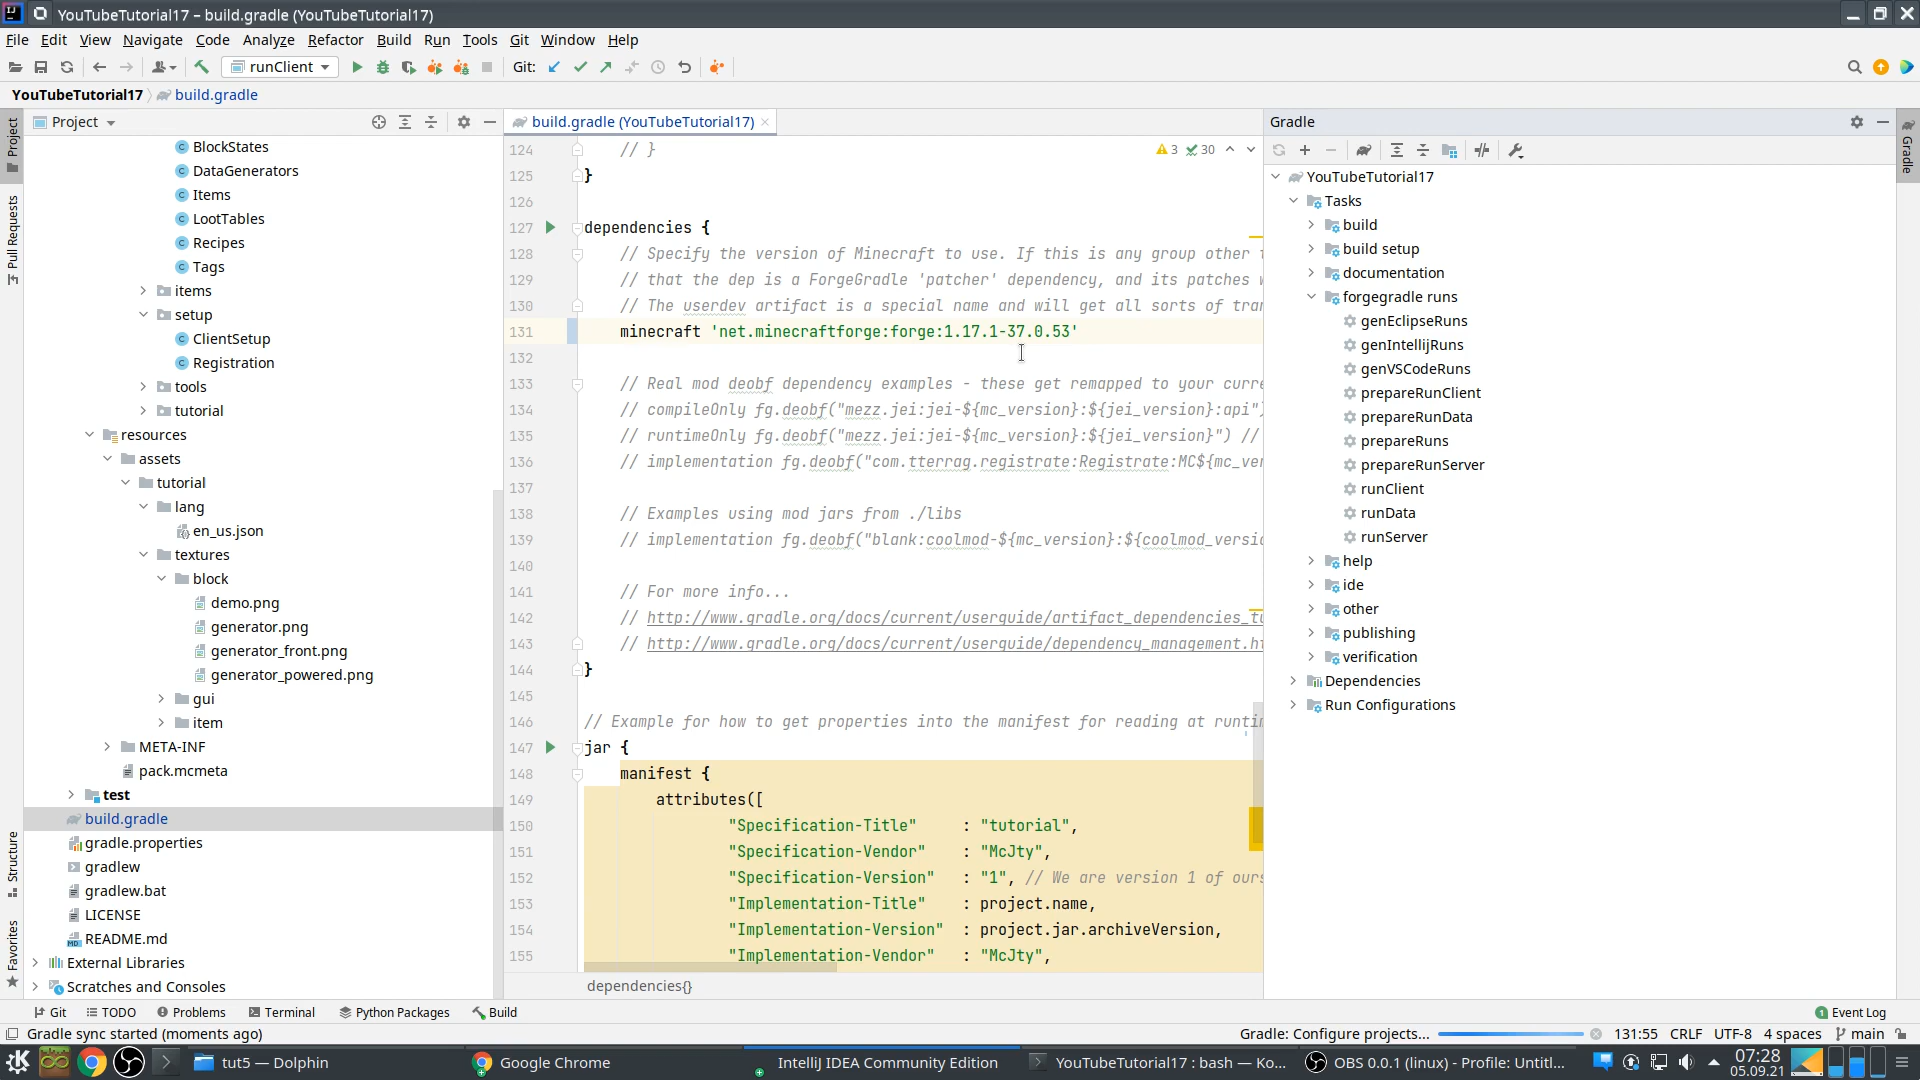 YouTubeTutorial17 – build.gradle (YouTubeTutorial17)
File Edit View Navigate Code Analyze Refactor Build Run Tools Git Window Help
runClient Git:
YouTubeTutorial17 build.gradle
Project
build.gradle (YouTubeTutorial17)
Gradle
Project
Pull Requests
Structure
Favorites
BlockStates
DataGenerators
Items
LootTables
Recipes
Tags
items
setup
ClientSetup
Registration
tools
tutorial
resources
assets
tutorial
lang
en_us.json
textures
block
demo.png
generator.png
generator_front.png
generator_powered.png
gui
item
META-INF
pack.mcmeta
test
build.gradle
gradle.properties
gradlew
gradlew.bat
LICENSE
README.md
External Libraries
Scratches and Consoles
3 30
124 // }
125 }
126
127 dependencies {
128 // Specify the version of Minecraft to use. If this is any group other
129 // that the dep is a ForgeGradle 'patcher' dependency, and its patches
130 // The userdev artifact is a special name and will get all sorts of
131 minecraft 'net.minecraftforge:forge:1.17.1-37.0.53'
132
133 // Real mod deobf dependency examples - these get remapped to your
134 // compileOnly fg.deobf("mezz.jei:jei-${mc_version}:${jei_version}:api")
135 // runtimeOnly fg.deobf("mezz.jei:jei-${mc_version}:${jei_version}") //
136 // implementation fg.deobf("com.tterrag.registrate:Registrate:MC${mc_ver
137
138 // Examples using mod jars from ./libs
139 // implementation fg.deobf("blank:coolmod-${mc_version}:${coolmod_versio
140
141 // For more info...
142 // http://www.gradle.org/docs/current/userguide/artifact_dependencies_tu
143 // http://www.gradle.org/docs/current/userguide/dependency_management.h
144 }
145
146 // Example for how to get properties into the manifest for reading at runti
147 jar {
148 manifest {
149 attributes([
150 "Specification-Title" : "tutorial",
151 "Specification-Vendor" : "McJty",
152 "Specification-Version" : "1", // We are version 1 of ours
153 "Implementation-Title" : project.name,
154 "Implementation-Version" : project.jar.archiveVersion,
155 "Implementation-Vendor" : "McJty",
dependencies{}
YouTubeTutorial17
Tasks
build
build setup
documentation
forgegradle runs
genEclipseRuns
genIntellijRuns
genVSCodeRuns
prepareRunClient
prepareRunData
prepareRuns
prepareRunServer
runClient
runData
runServer
help
ide
other
publishing
verification
Dependencies
Run Configurations
Gradle
Git TODO Problems Terminal Python Packages Build 1 Event Log
Gradle sync started (moments ago) Gradle: Configure projects... 131:55 CRLF UTF-8 4 spaces main
tut5 — Dolphin Google Chrome IntelliJ IDEA Community Edition YouTubeTutorial17 : bash — Ko... OBS 0.0.1 (linux) - Profile: Untitl... 07:28
05.09.21